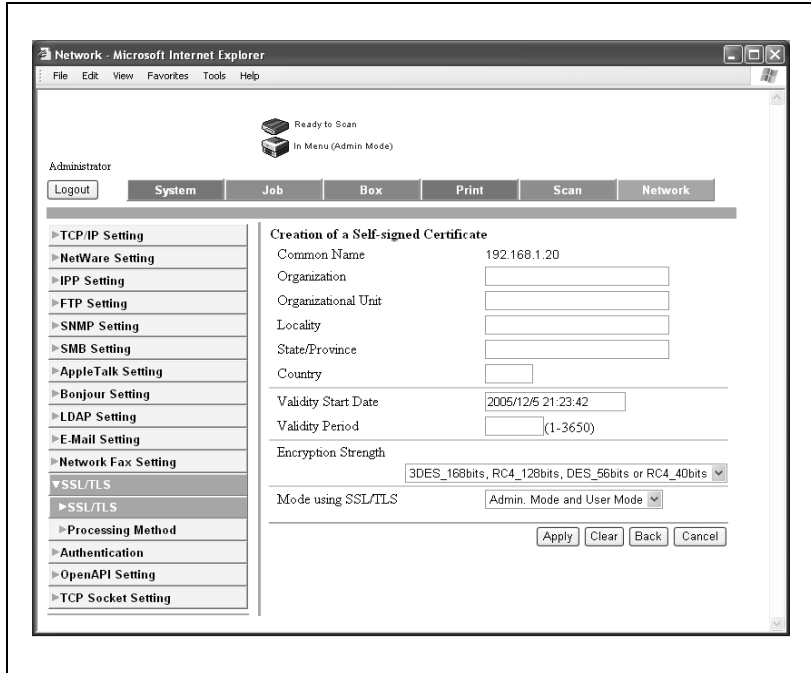 Network - Microsoft Internet Explorer
File Edit View Favorites Tools Help
Ready to Scan
In Menu (Admin Mode)
Administrator
Logout System Job Box Print Scan Network
TCP/IP Setting
NetWare Setting
IPP Setting
FTP Setting
SNMP Setting
SMB Setting
AppleTalk Setting
Bonjour Setting
LDAP Setting
E-Mail Setting
Network Fax Setting
SSL/TLS
SSL/TLS
Processing Method
Authentication
OpenAPI Setting
TCP Socket Setting
Creation of a Self-signed Certificate
Common Name 192.168.1.20
Organization
Organizational Unit
Locality
State/Province
Country
Validity Start Date 2005/12/5 21:23:42
Validity Period (1-3650)
Encryption Strength
3DES_168bits, RC4_128bits, DES_56bits or RC4_40bits
Mode using SSL/TLS Admin. Mode and User Mode
Apply Clear Back Cancel